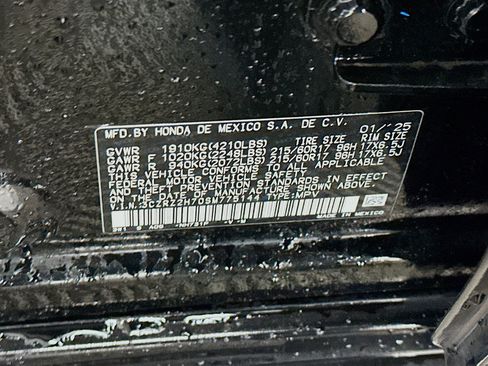 MFD.BY HONDA DE MEXICO S.A. DE C.V. 01/'25
TIRE SIZE RIM SIZE
GVWR 1910KG(4210LBS)
GAWR F 1020KG(2249LBS) 215/60R17 96H 17X6.5J
GAWR R 940KG(2072LBS) 215/60R17 96H 17X6.5J
THIS VEHICLE CONFORMS TO ALL APPLICABLE
FEDERAL MOTOR VEHICLE SAFETY, BUMPER,
AND THEFT PREVENTION STANDARDS IN EFFECT
ON THE DATE OF MANUFACTURE SHOWN ABOVE.
V.I.N.:3CZRZ2H70SM775144 TYPE:MPV
MADE IN MEXICO